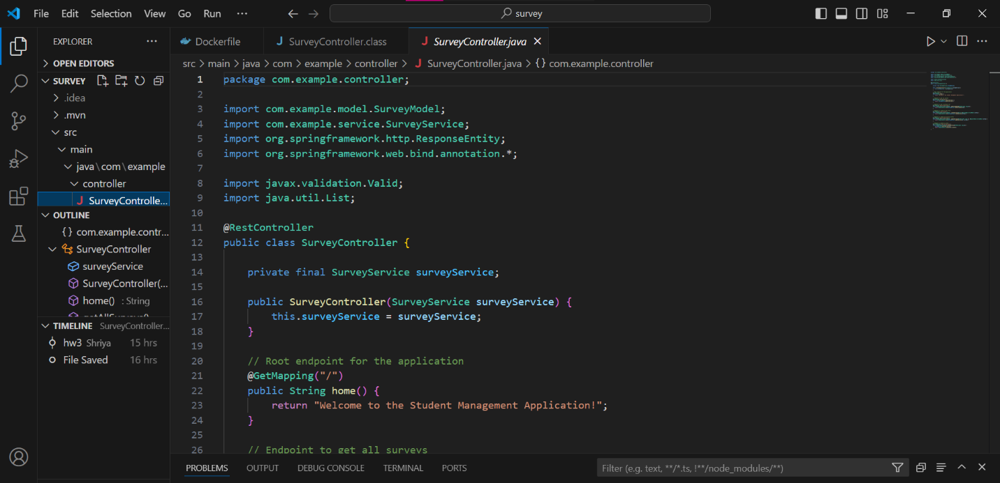 File Edit Selection View Go Run ··· survey
EXPLORER ···
OPEN EDITORS
SURVEY
.idea
.mvn
src
main
java\com\example
controller
SurveyControlle...
OUTLINE
{} com.example.contr...
SurveyController
surveyService
SurveyController(...
home() : String
getAllSurveys()
TIMELINE SurveyController...
hw3 Shriya 15 hrs
File Saved 16 hrs
Dockerfile J SurveyController.class J SurveyController.java
src > main > java > com > example > controller > J SurveyController.java > {} com.example.controller
1 package com.example.controller;
2
3 import com.example.model.SurveyModel;
4 import com.example.service.SurveyService;
5 import org.springframework.http.ResponseEntity;
6 import org.springframework.web.bind.annotation.*;
7
8 import javax.validation.Valid;
9 import java.util.List;
10
11 @RestController
12 public class SurveyController {
13
14 private final SurveyService surveyService;
15
16 public SurveyController(SurveyService surveyService) {
17 this.surveyService = surveyService;
18 }
19
20 // Root endpoint for the application
21 @GetMapping("/")
22 public String home() {
23 return "Welcome to the Student Management Application!";
24 }
25
26 // Endpoint to get all surveys
PROBLEMS OUTPUT DEBUG CONSOLE TERMINAL PORTS Filter (e.g. text, **/*.ts, !**/node_modules/**)